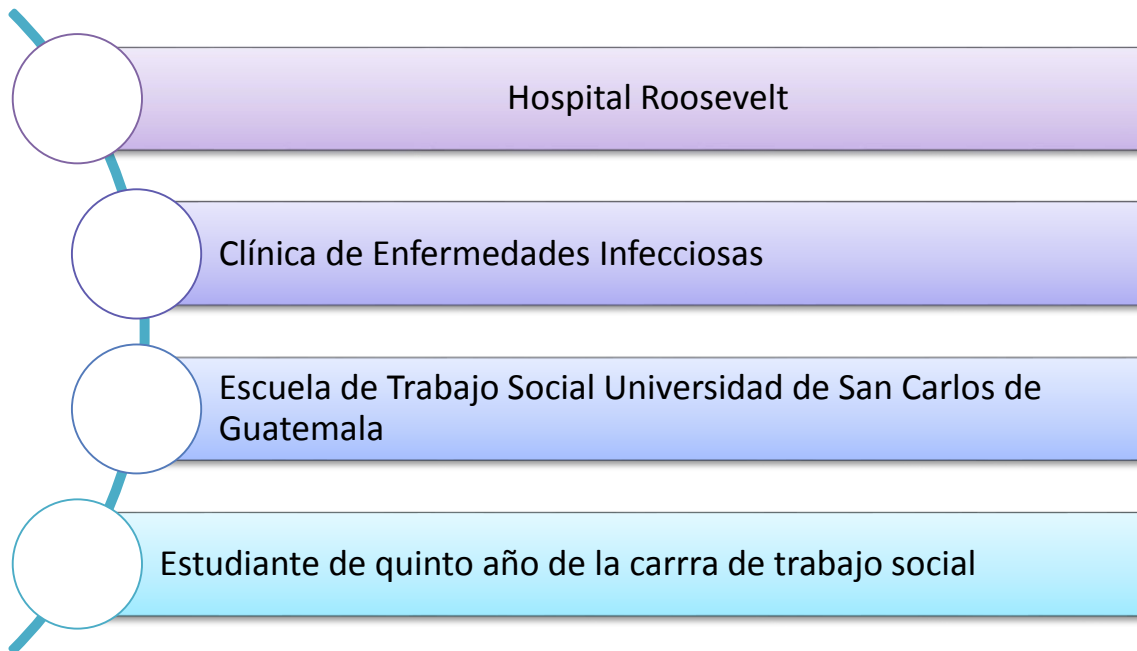 Hospital Roosevelt
Clínica de Enfermedades Infecciosas
Escuela de Trabajo Social Universidad de San Carlos de
Guatemala
Estudiante de quinto año de la carrra de trabajo social